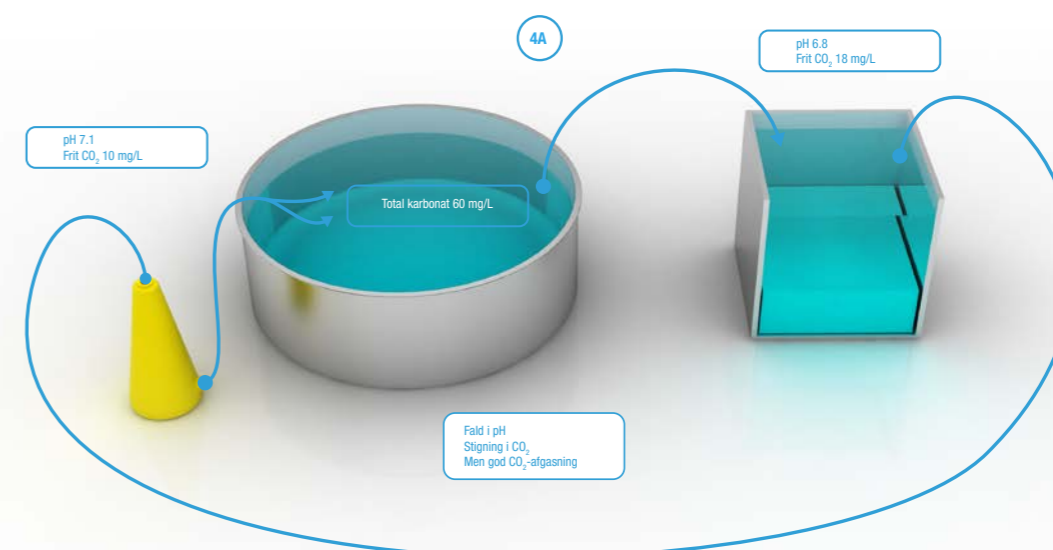 4A
pH 6.8
Frit CO₂ 18 mg/L
pH 7.1
Frit CO₂ 10 mg/L
Total karbonat 60 mg/L
Fald i pH
Stigning i CO₂
Men god CO₂-afgasning